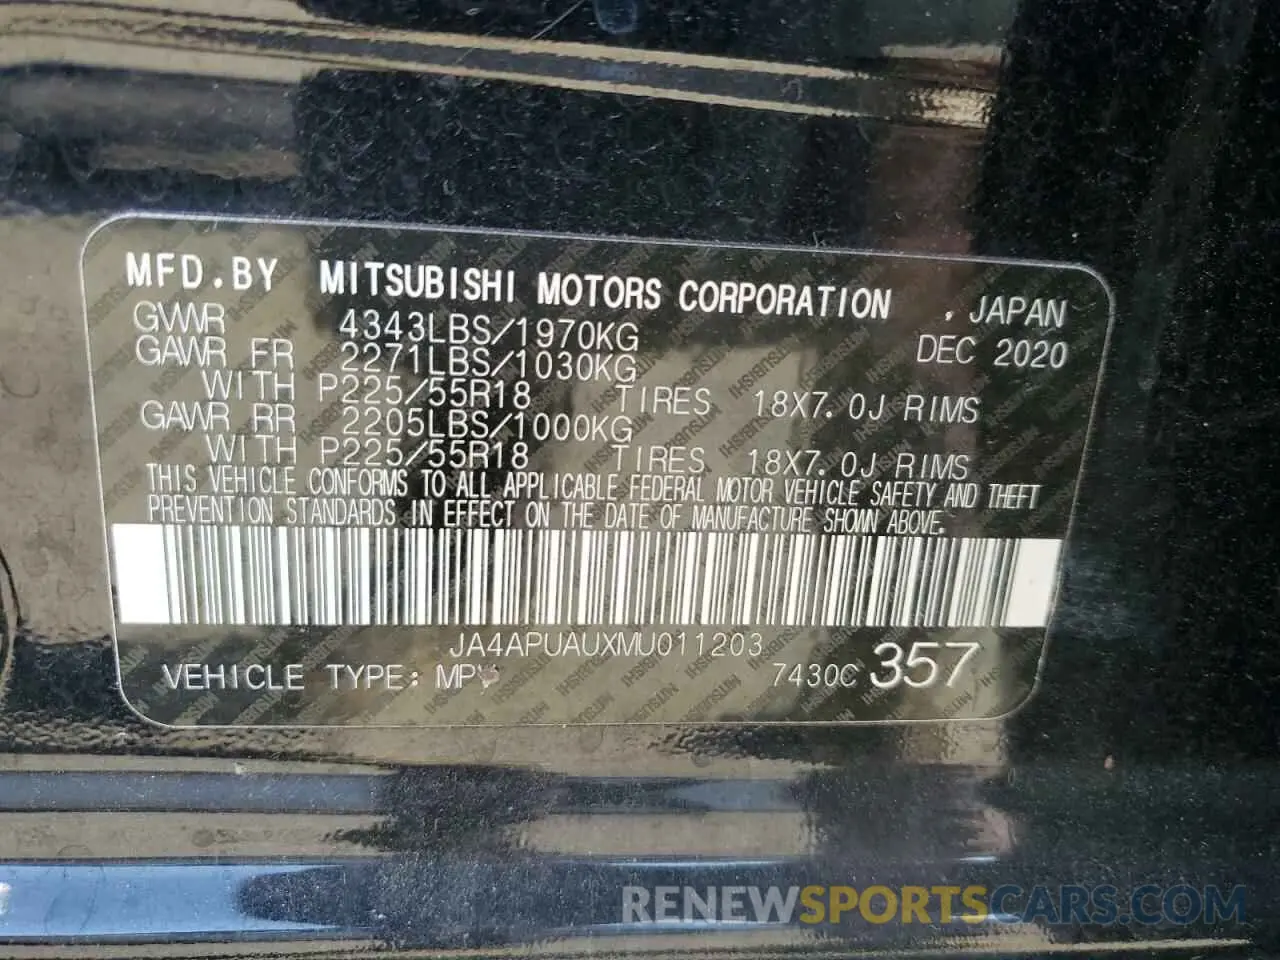 MFD.BY MITSUBISHI MOTORS CORPORATION , JAPAN
GVWR 4343LBS/1970KG DEC 2020
GAWR FR 2271LBS/1030KG
WITH P225/55R18 TIRES 18X7.0J RIMS
GAWR RR 2205LBS/1000KG
WITH P225/55R18 TIRES 18X7.0J RIMS
THIS VEHICLE CONFORMS TO ALL APPLICABLE FEDERAL MOTOR VEHICLE SAFETY AND THEFT
PREVENTION STANDARDS IN EFFECT ON THE DATE OF MANUFACTURE SHOWN ABOVE.
JA4APUAUXMU011203
VEHICLE TYPE: MPV 7430C 357
RENEWSPORTSCARS.COM